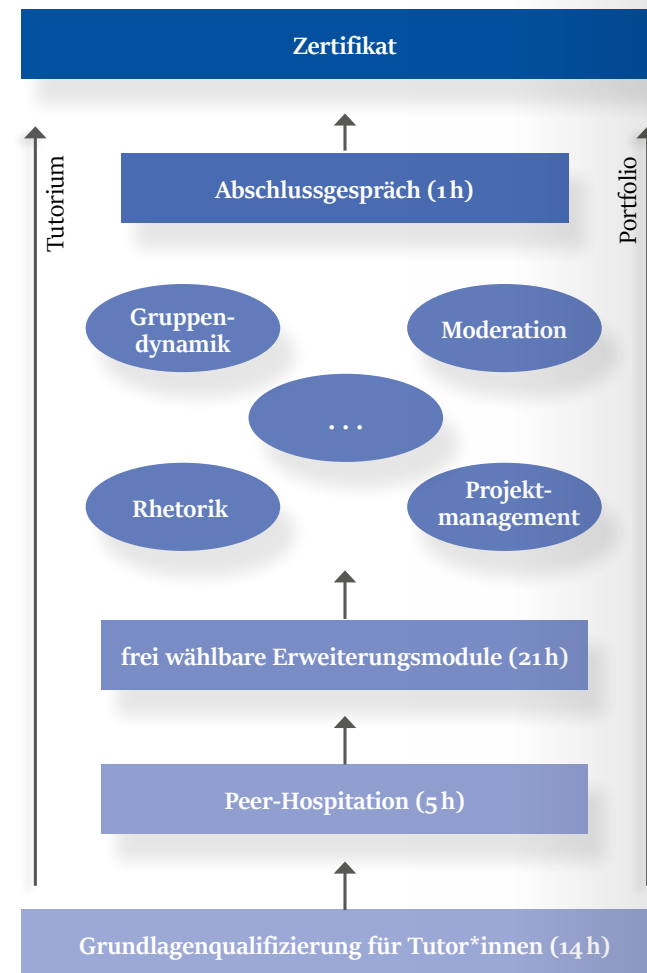 Zertifikat
Tutorium
Portfolio
Abschlussgespräch (1 h)
Gruppen-
dynamik
Moderation
...
Rhetorik
Projekt-
management
frei wählbare Erweiterungsmodule (21 h)
Peer-Hospitation (5 h)
Grundlagenqualifizierung für Tutor*innen (14 h)